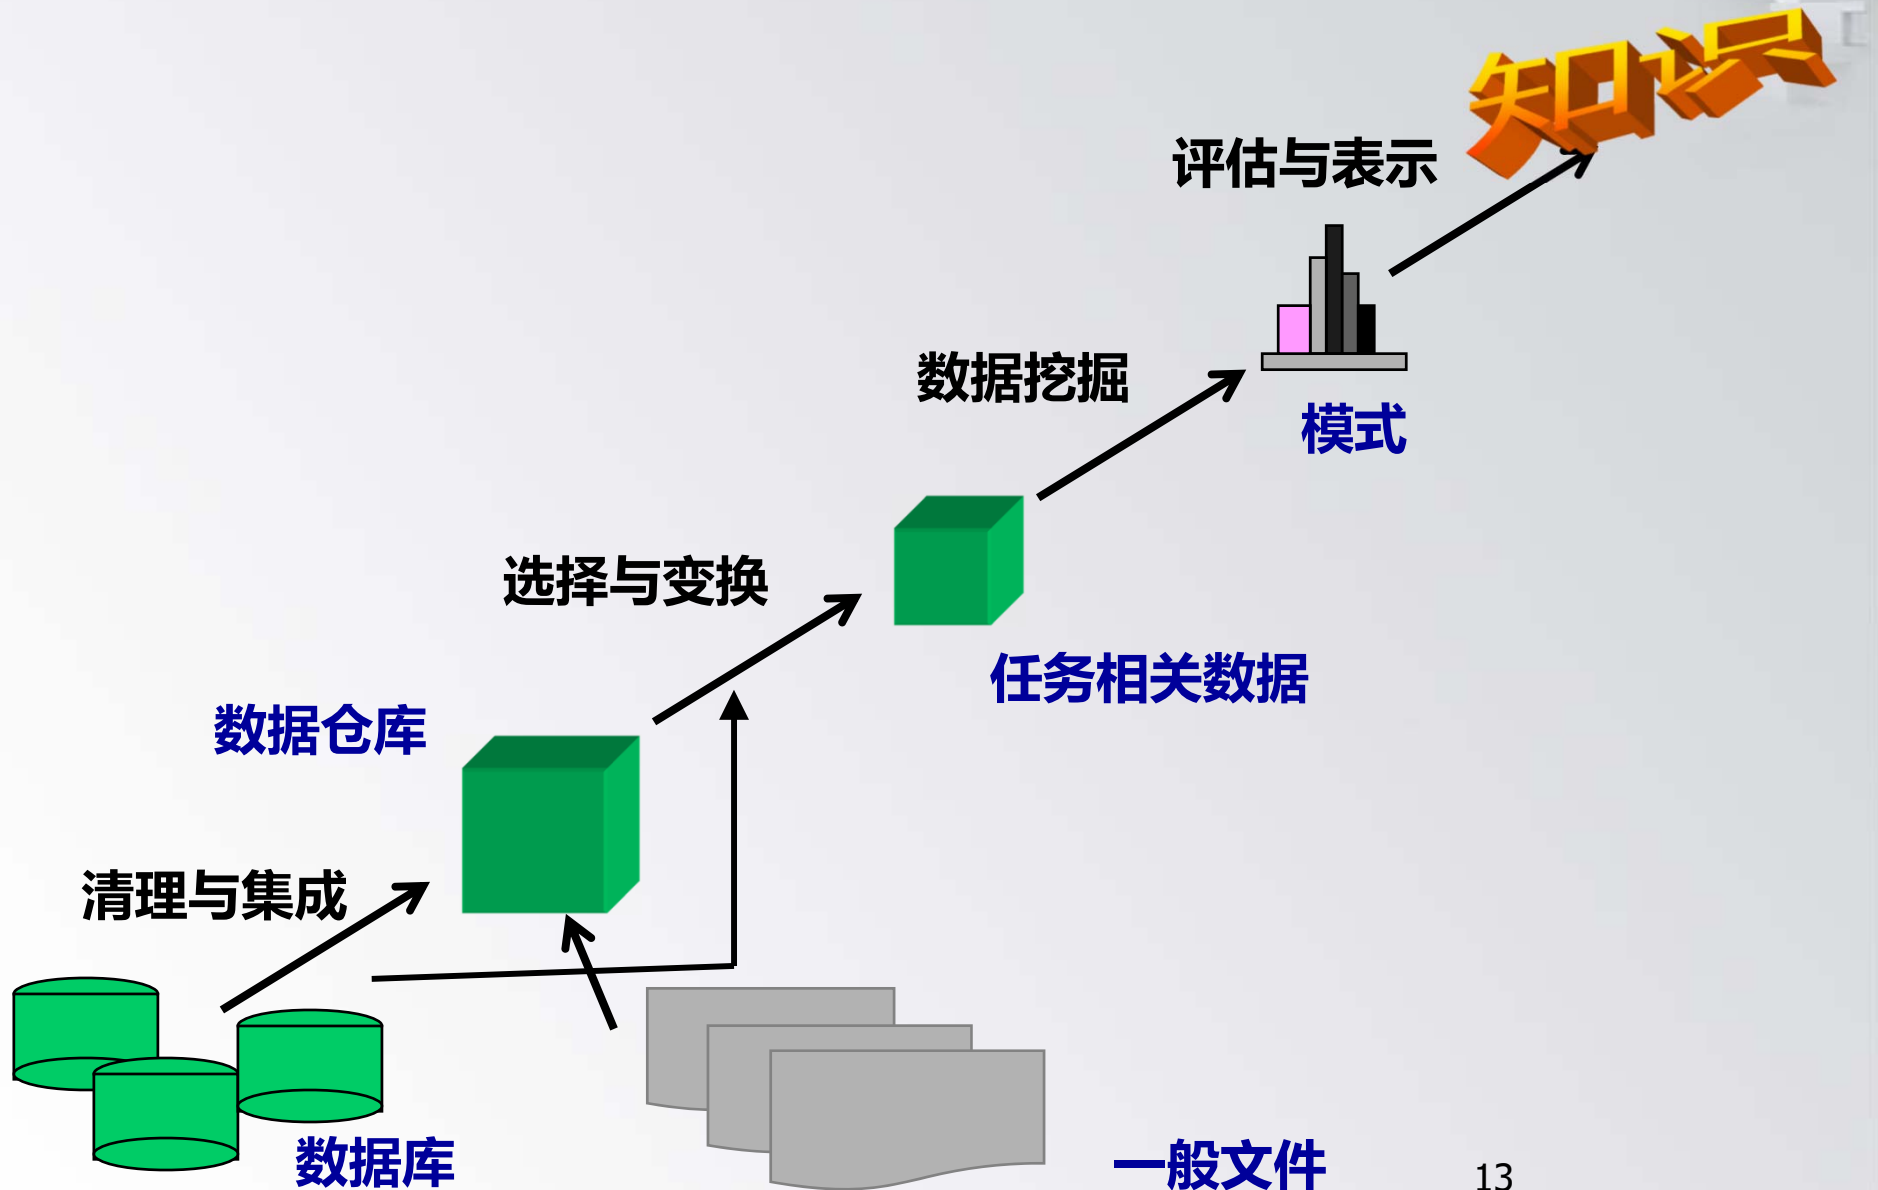 知识
评估与表示
数据挖掘
模式
选择与变换
任务相关数据
数据仓库
清理与集成
数据库
一般文件
13